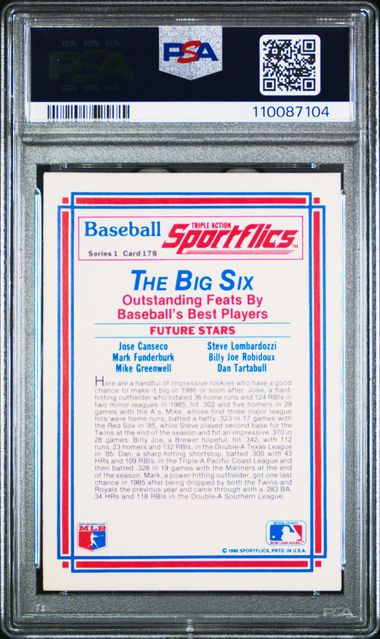 PSA
PSA
110087104
Baseball TRIPLE ACTION Sportflics™
Series 1 Card 178
THE BIG SIX
Outstanding Feats By
Baseball's Best Players
FUTURE STARS
Jose Canseco Steve Lombardozzi
Mark Funderburk Billy Joe Robidoux
Mike Greenwell Dan Tartabull
Here are a handful of impressive rookies who have a good
chance to make it big in 1986 or soon after. Jose, a hard-
hitting outfielder who totaled 36 home runs and 124 RBIs in
two minor leagues in 1985, hit .302 and five homers in 29
games with the A's. Mike, whose first three major league
hits were home runs, batted a hefty .323 in 17 games with
the Red Sox in '85, while Steve played second base for the
Twins at the end of the season and hit an impressive .370 in
28 games. Billy Joe, a Brewer hopeful, hit .342, with 112
runs, 23 homers and 132 RBIs, in the Double-A Texas League
in '85. Dan, a sharp-hitting shortstop, batted .300 with 43
HRs and 109 RBIs, in the Triple-A Pacific Coast League and
then batted .328 in 19 games with the Mariners at the end
of the season. Mark, a power-hitting outfielder, got one last
chance in 1985 after being dropped by both the Twins and
Royals the previous year and came through with a .283 BA,
34 HRs and 118 RBIs in the Double-A Southern League.
MLB
© 1986 SPORTFLICS, PRTD. IN U.S.A.